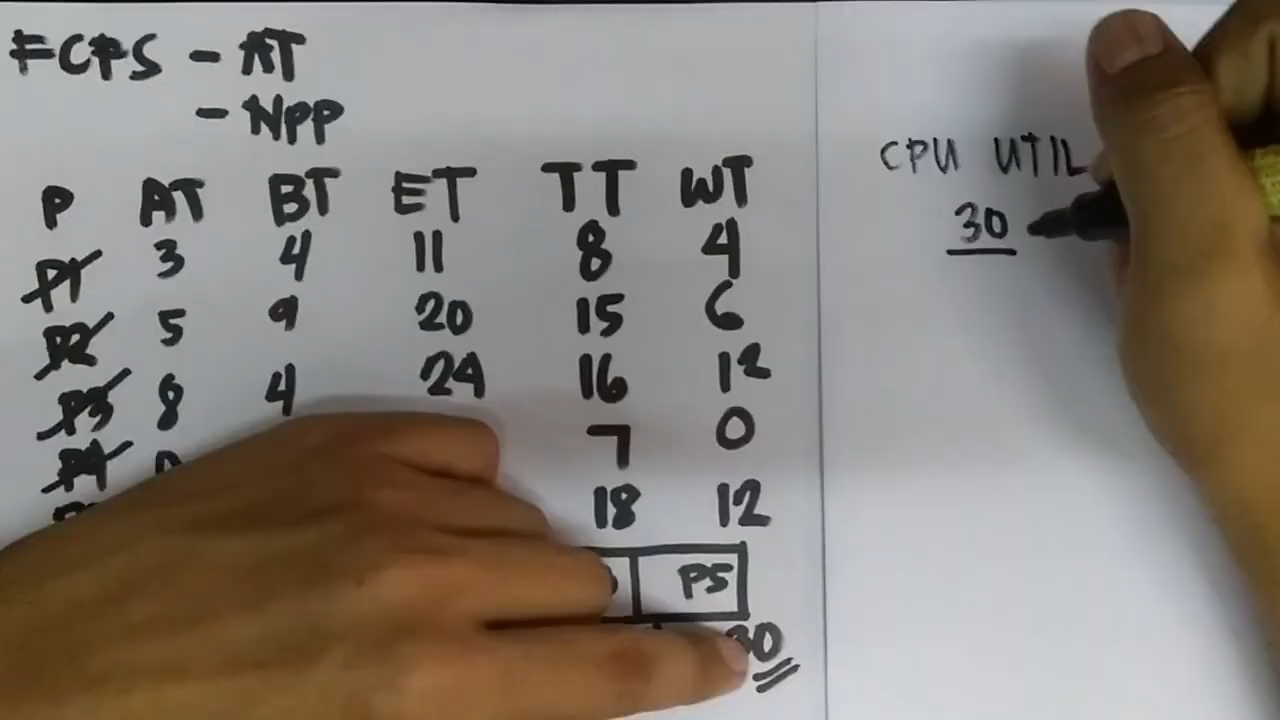 FCFS - AT
- NPP
CPU UTIL
P AT BT ET TT WT
30
P1 3 4 11 8 4
P2 5 9 20 15 6
P3 8 4 24 16 12
P4 7 0
18 12
P5
30